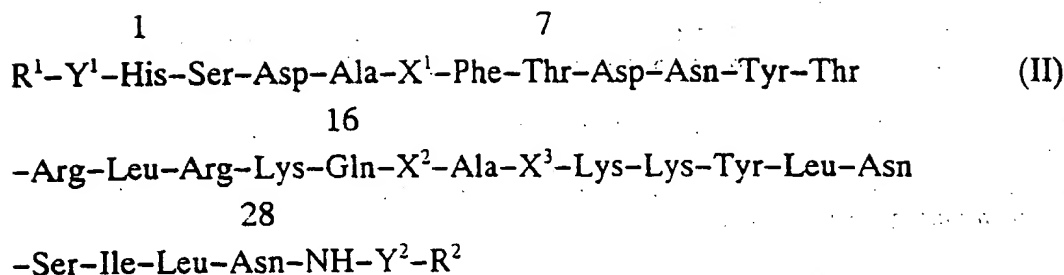 1 7
R¹–Y¹–His–Ser–Asp–Ala–X¹–Phe–Thr–Asp–Asn–Tyr–Thr (II)
16
–Arg–Leu–Arg–Lys–Gln–X²–Ala–X³–Lys–Lys–Tyr–Leu–Asn
28
–Ser–Ile–Leu–Asn–NH–Y²–R²